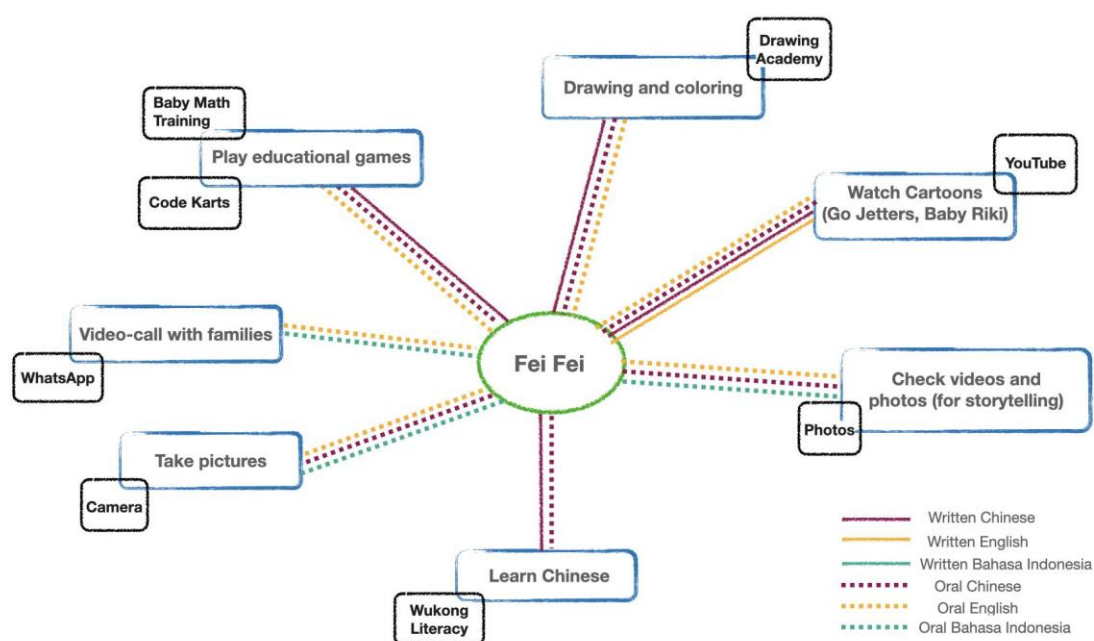 Drawing
Academy
Drawing and coloring
Baby Math
Training
Play educational games
Code Karts
YouTube
Watch Cartoons
(Go Jetters, Baby Riki)
Video-call with families
WhatsApp
Fei Fei
Check videos and
photos (for storytelling)
Photos
Take pictures
Camera
Learn Chinese
Wukong
Literacy
Written Chinese
Written English
Written Bahasa Indonesia
Oral Chinese
Oral English
Oral Bahasa Indonesia